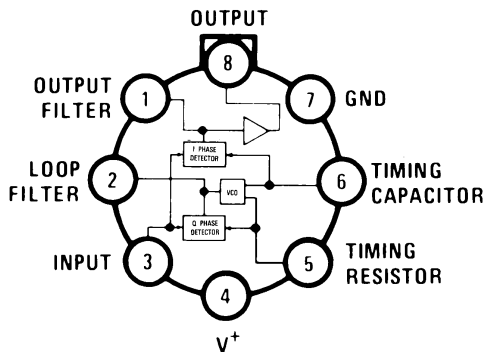 OUTPUT
8
OUTPUT
FILTER
1
7
GND
I PHASE
DETECTOR
LOOP
FILTER
2
VCO
6
TIMING
CAPACITOR
Q PHASE
DETECTOR
INPUT
3
5
TIMING
RESISTOR
4
V+